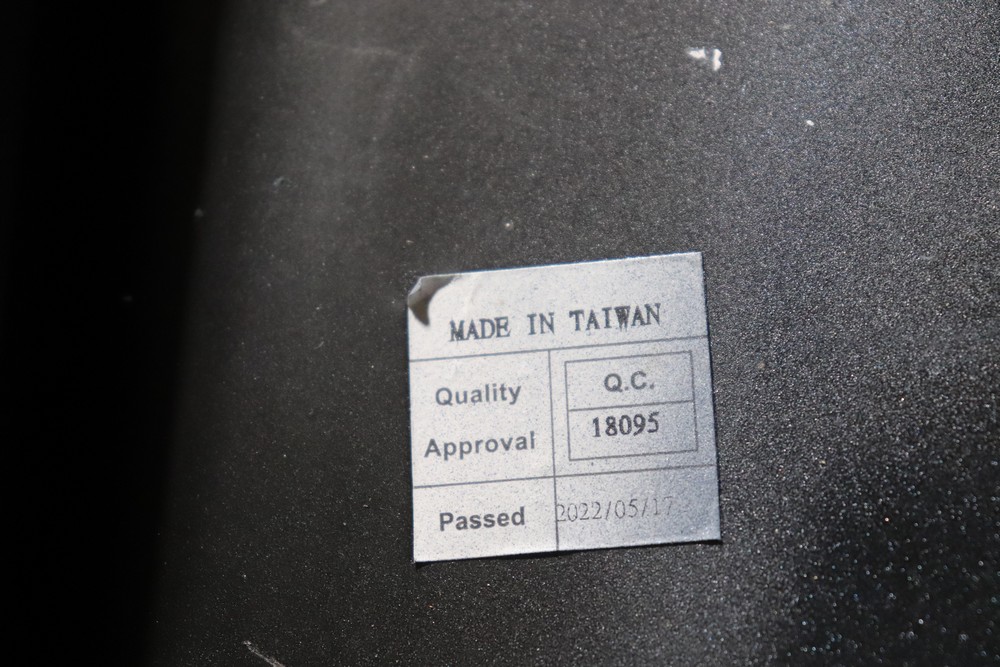 MADE IN TAIWAN
Quality
Approval
Q.C.
18095
Passed
2022/05/17